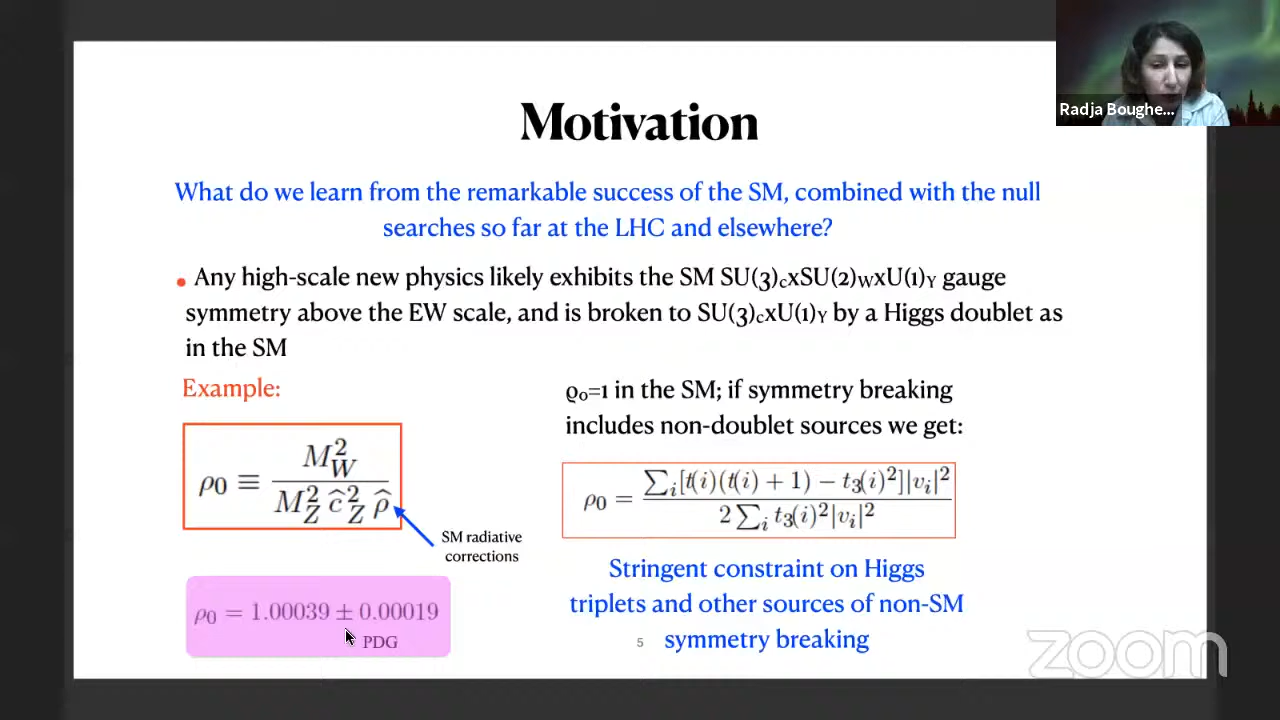 Motivation
Radja Boughe...
What do we learn from the remarkable success of the SM, combined with the null
searches so far at the LHC and elsewhere?
• Any high-scale new physics likely exhibits the SM SU(3)cxSU(2)WxU(1)Y gauge
symmetry above the EW scale, and is broken to SU(3)cxU(1)Y by a Higgs doublet as
in the SM
Example:
ρ0 ≡ M_W^2 / (M_Z^2 ĉ_Z^2 ρ̂)
SM radiative
corrections
ρ0 = 1.00039 ± 0.00019
PDG
ϱ0=1 in the SM; if symmetry breaking
includes non-doublet sources we get:
ρ0 = ∑_i[t(i)(t(i) + 1) − t3(i)^2]|v_i|^2 / (2 ∑_i t3(i)^2|v_i|^2)
Stringent constraint on Higgs
triplets and other sources of non-SM
symmetry breaking
5
zoom